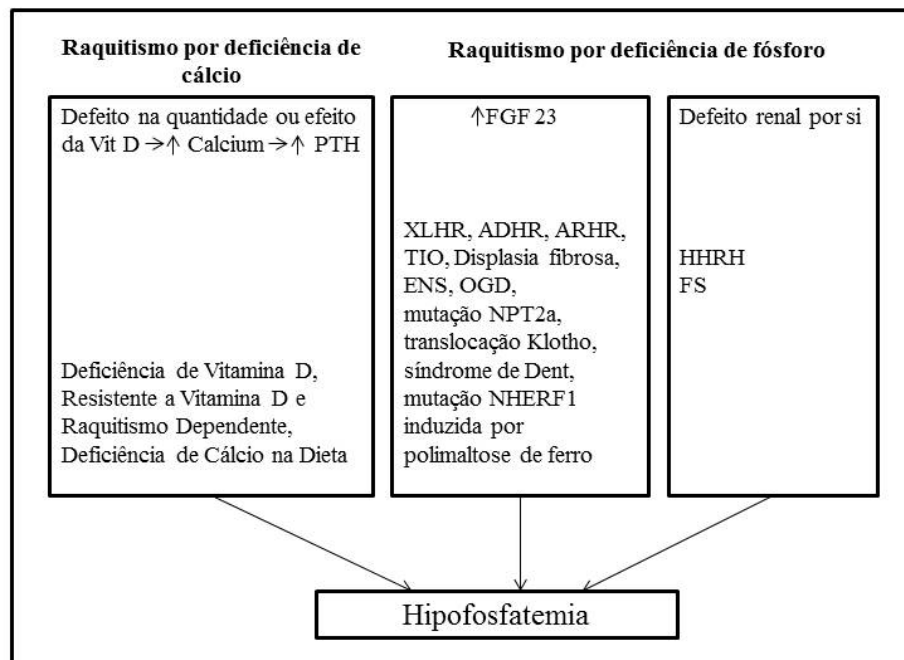 Raquitismo por deficiência de
cálcio
Raquitismo por deficiência de fósforo
Defeito na quantidade ou efeito
da Vit D →↑ Calcium →↑ PTH
Deficiência de Vitamina D,
Resistente a Vitamina D e
Raquitismo Dependente,
Deficiência de Cálcio na Dieta
↑FGF 23
XLHR, ADHR, ARHR,
TIO, Displasia fibrosa,
ENS, OGD,
mutação NPT2a,
translocação Klotho,
síndrome de Dent,
mutação NHERF1
induzida por
polimaltose de ferro
Defeito renal por si
HHRH
FS
Hipofosfatemia